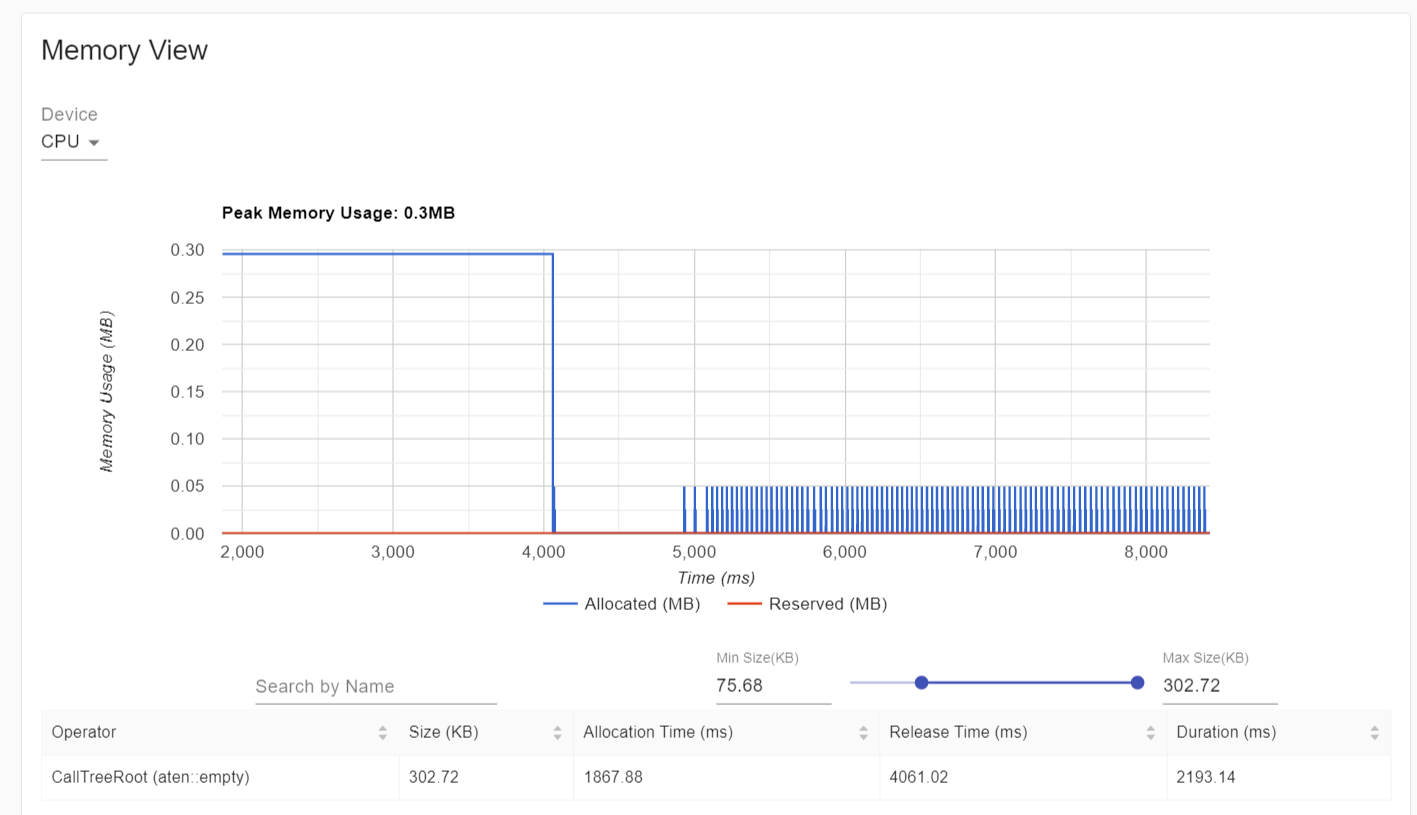 Memory View
Device
CPU
Peak Memory Usage: 0.3MB
0.30
0.25
0.20
0.15
0.10
0.05
0.00
Memory Usage (MB)
2,000 3,000 4,000 5,000 6,000 7,000 8,000
Time (ms)
Allocated (MB) Reserved (MB)
Min Size(KB) Max Size(KB)
Search by Name 75.68 302.72
Operator Size (KB) Allocation Time (ms) Release Time (ms) Duration (ms)
CallTreeRoot (aten::empty) 302.72 1867.88 4061.02 2193.14